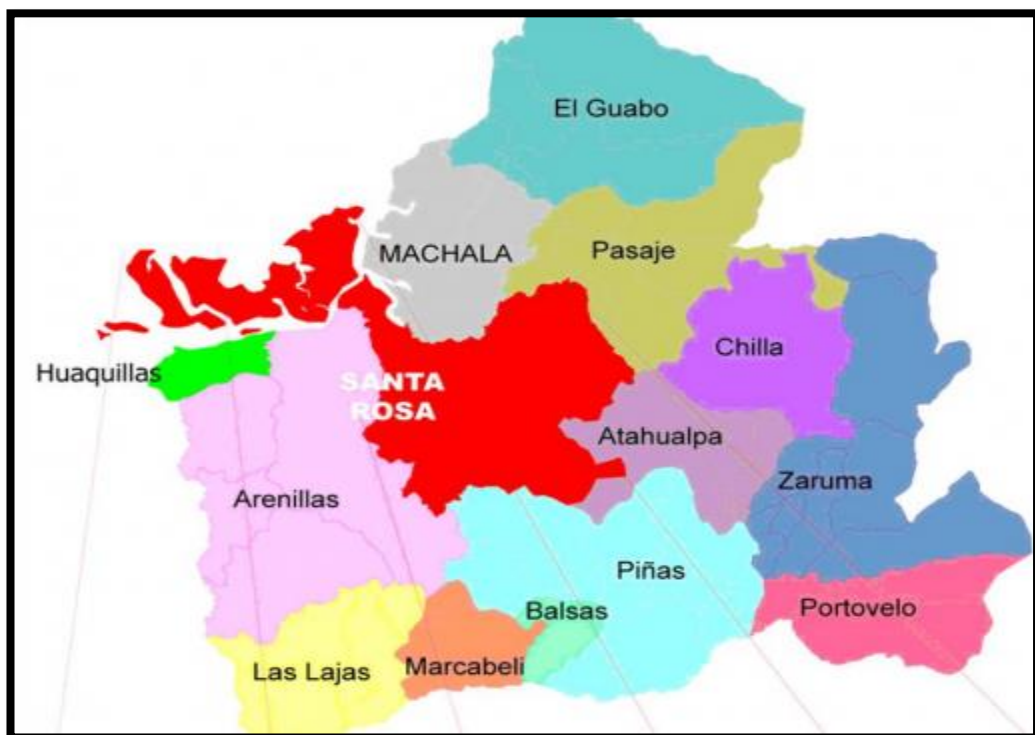 El Guabo
MACHALA
Pasaje
Chilla
Huaquillas
SANTA
ROSA
Atahualpa
Zaruma
Arenillas
Piñas
Balsas
Portovelo
Las Lajas
Marcabeli